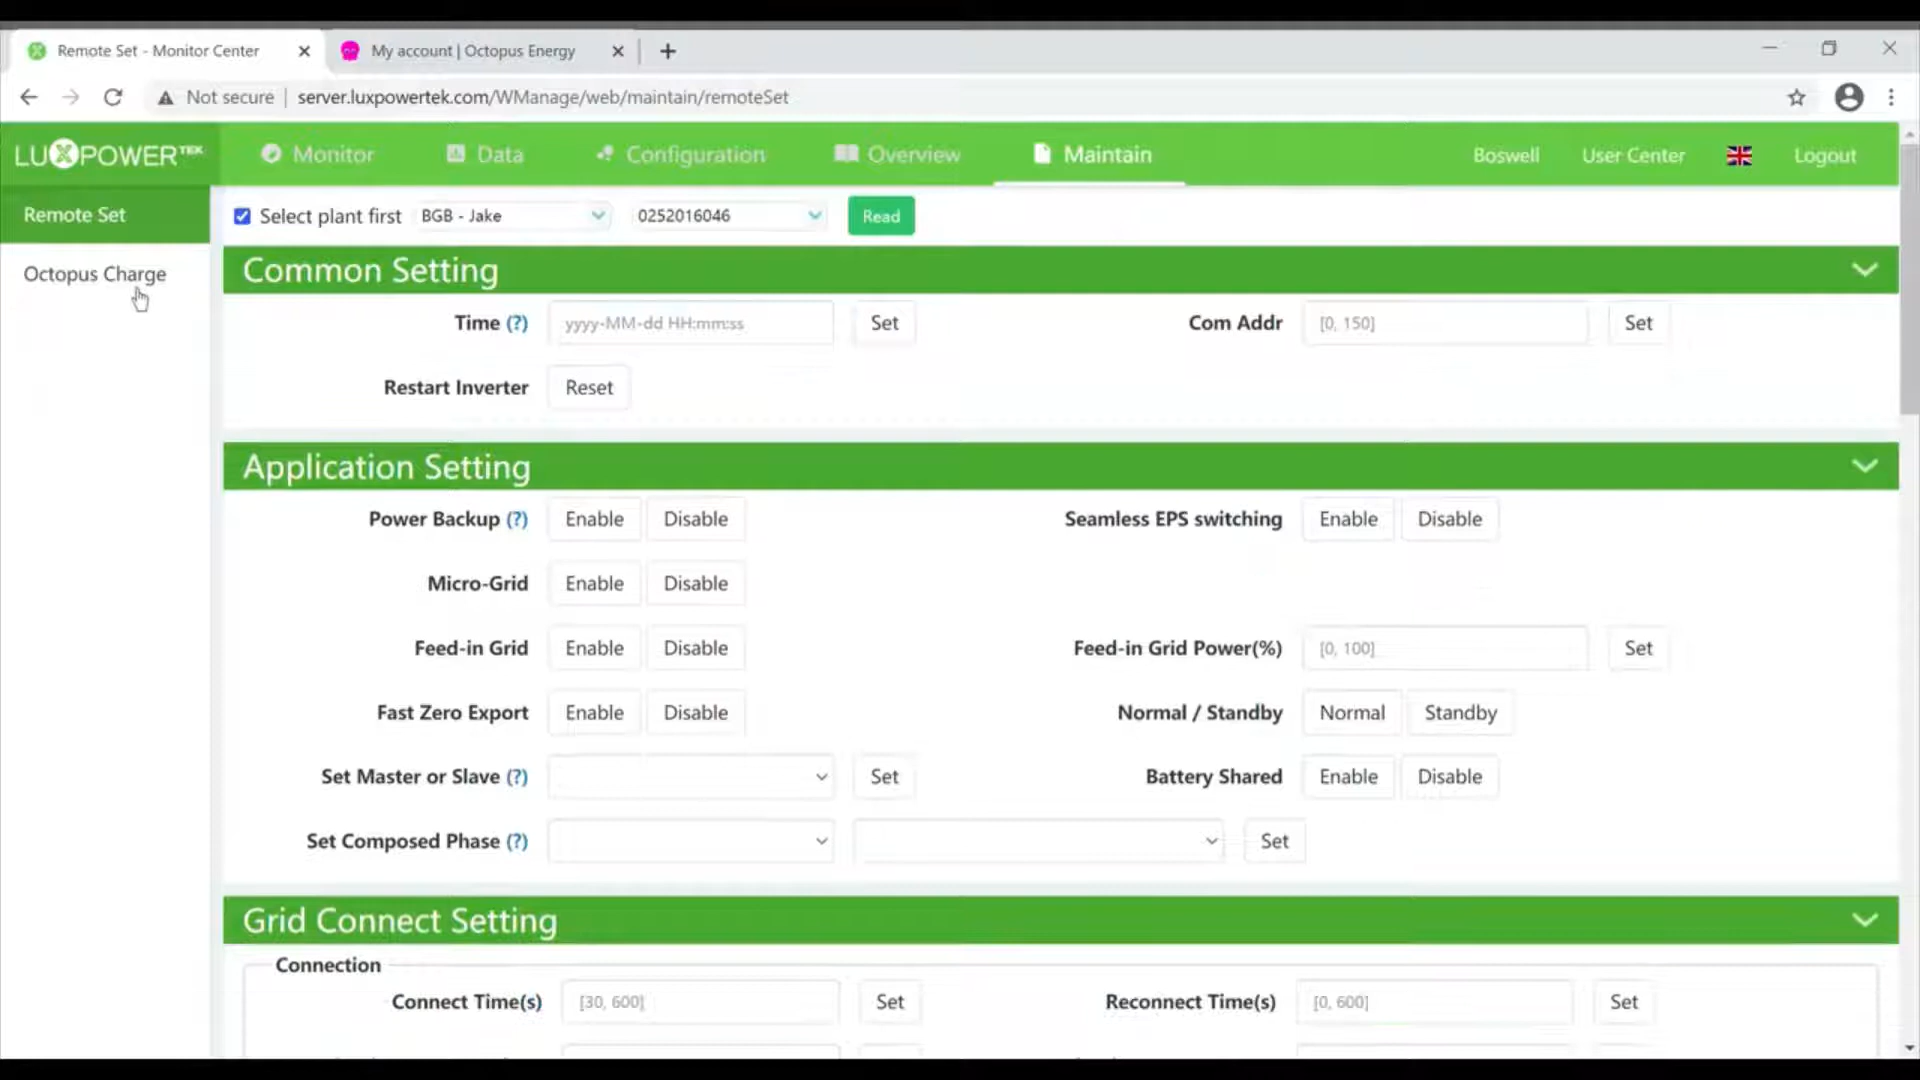 Remote Set - Monitor Center
My account | Octopus Energy
Not secure
server.luxpowertek.com/WManage/web/maintain/remoteSet
LUXPOWERTEK
Monitor
Data
Configuration
Overview
Maintain
Boswell
User Center
Logout
Remote Set
Octopus Charge
Select plant first
BGB - Jake
0252016046
Read
Common Setting
Time (?)
yyyy-MM-dd HH:mm:ss
Set
Com Addr
[0, 150]
Set
Restart Inverter
Reset
Application Setting
Power Backup (?)
Enable
Disable
Seamless EPS switching
Enable
Disable
Micro-Grid
Enable
Disable
Feed-in Grid
Enable
Disable
Feed-in Grid Power(%)
[0, 100]
Set
Fast Zero Export
Enable
Disable
Normal / Standby
Normal
Standby
Set Master or Slave (?)
Set
Battery Shared
Enable
Disable
Set Composed Phase (?)
Set
Grid Connect Setting
Connection
Connect Time(s)
[30, 600]
Set
Reconnect Time(s)
[0, 600]
Set